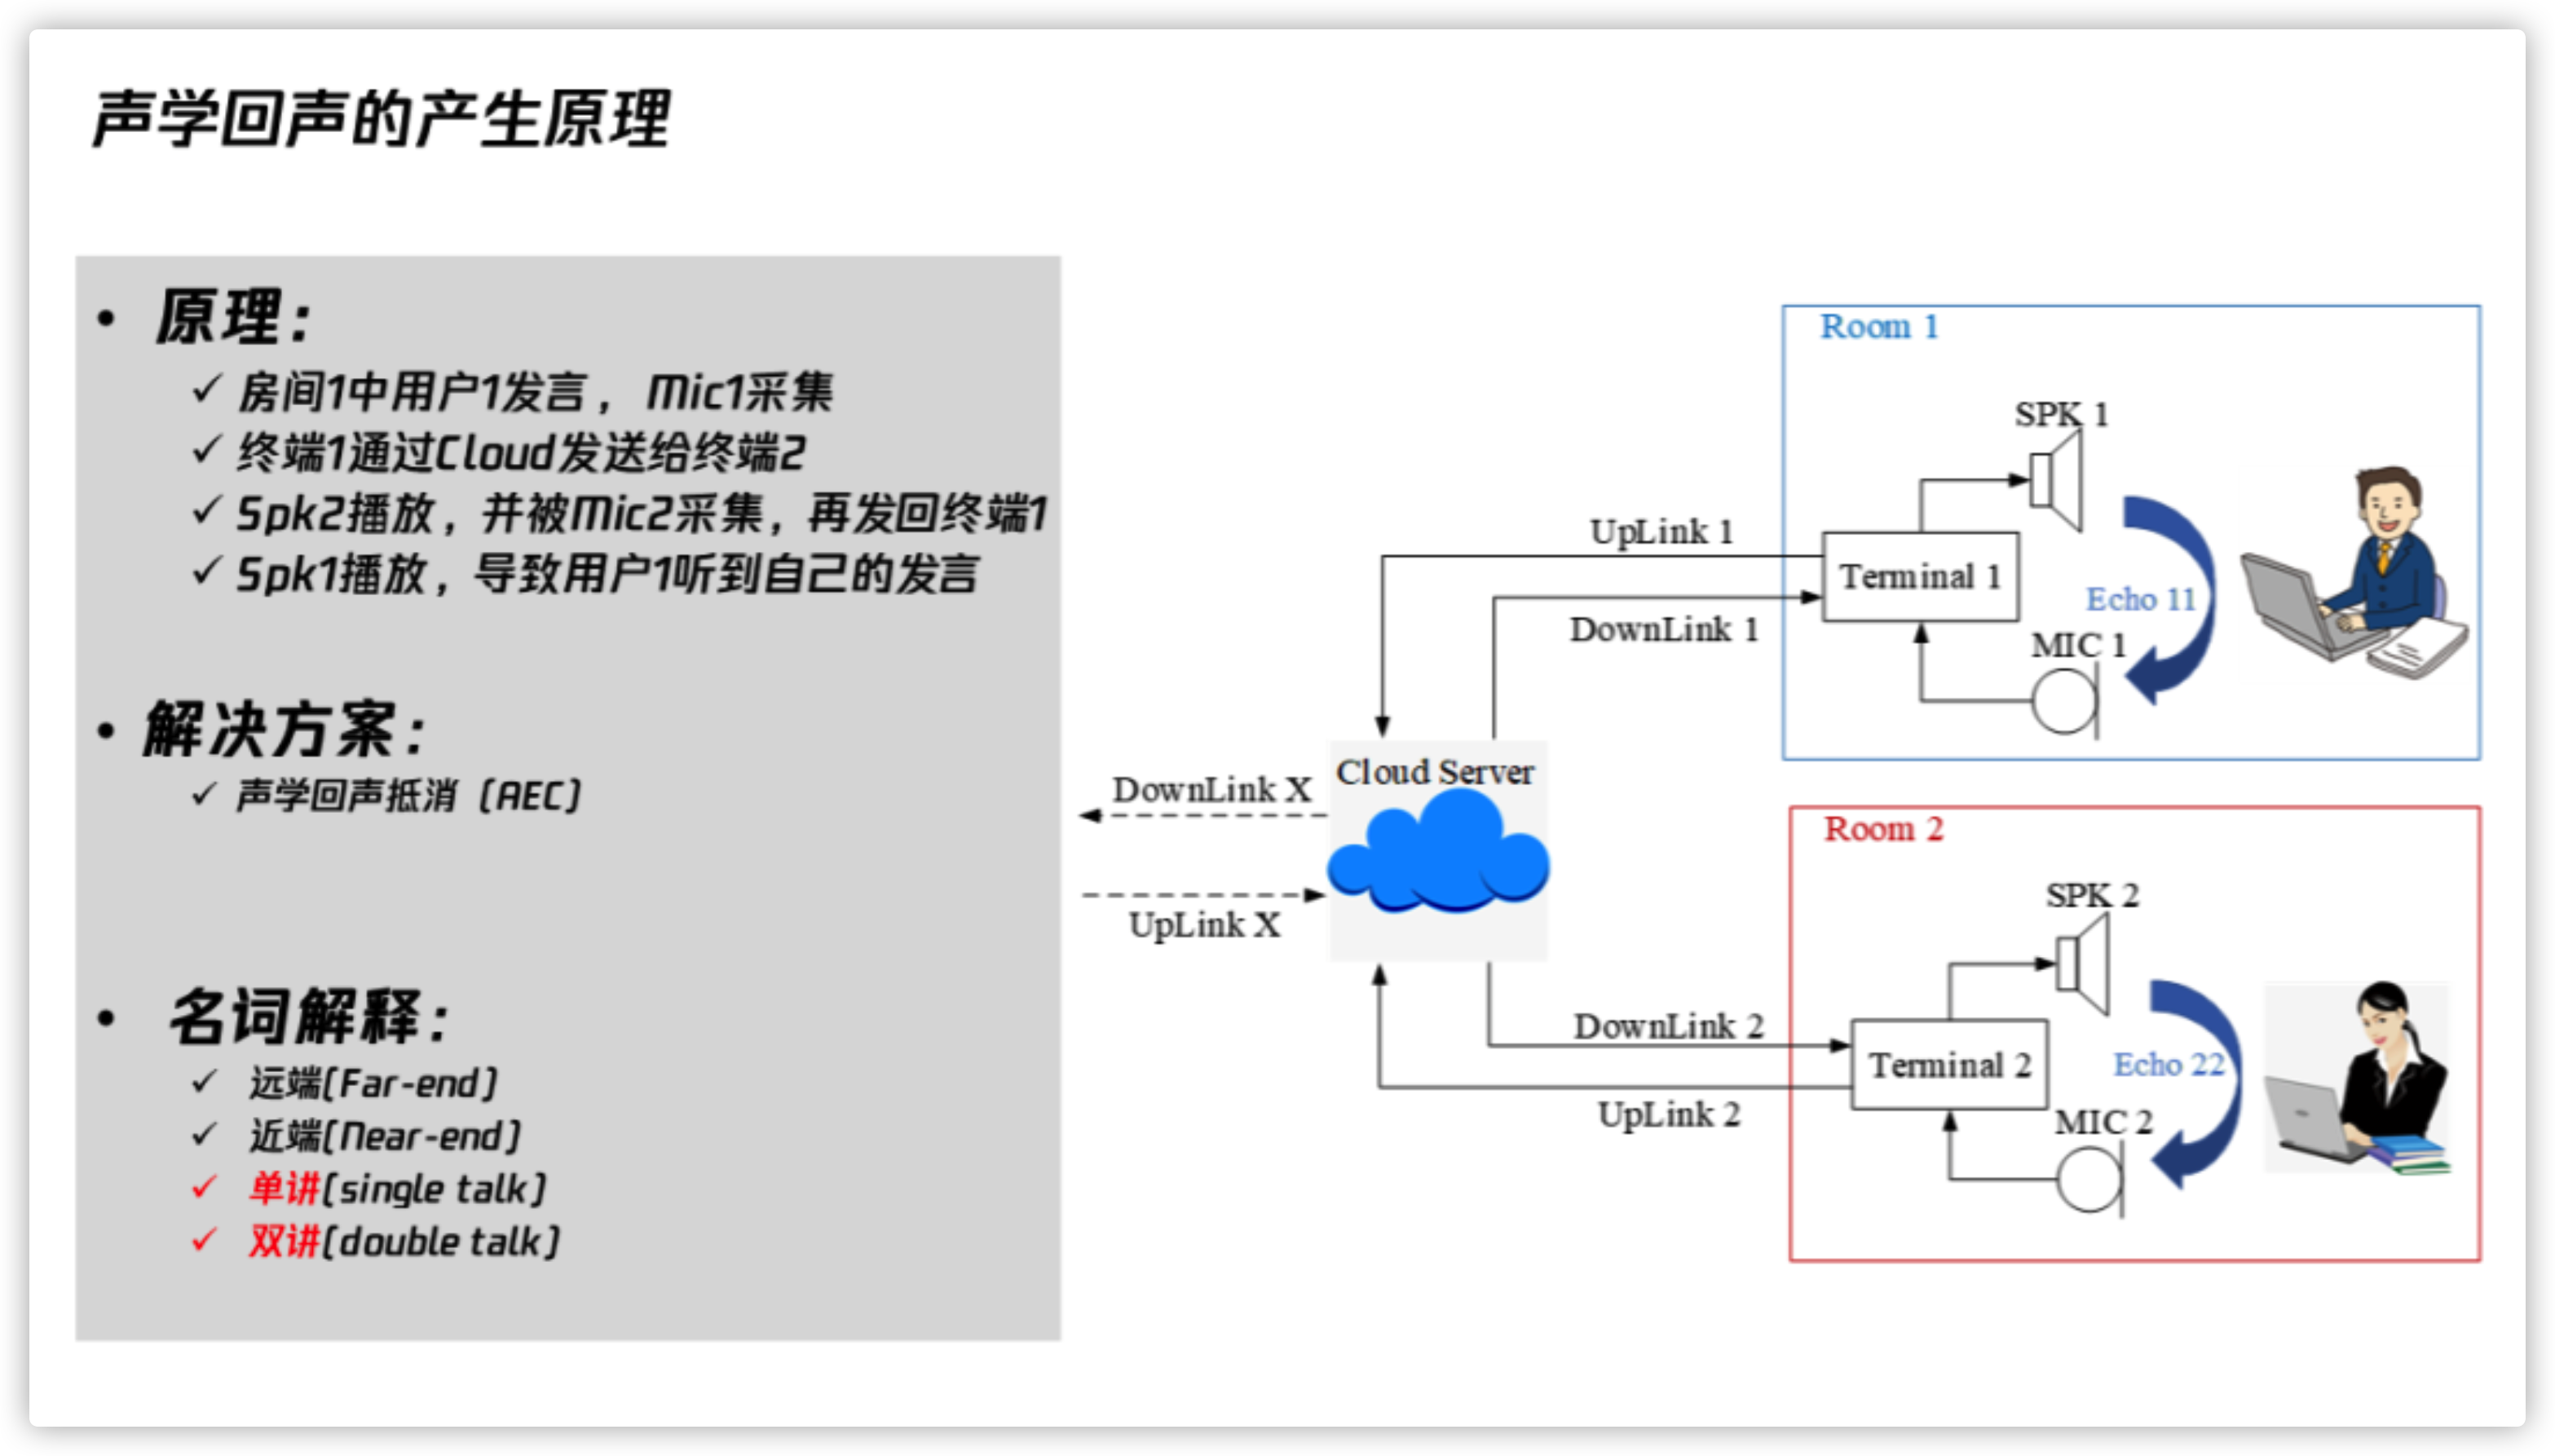 声学回声的产生原理
• 原理：
✓ 房间1中用户1发言，Mic1采集
✓ 终端1通过Cloud发送给终端2
✓ Spk2播放，并被Mic2采集，再发回终端1
✓ Spk1播放，导致用户1听到自己的发言
• 解决方案：
✓ 声学回声抵消（AEC）
• 名词解释：
✓ 远端(Far-end)
✓ 近端(Near-end)
✓ 单讲(single talk)
✓ 双讲(double talk)
Room 1
SPK 1
UpLink 1
Terminal 1
Echo 11
DownLink 1
MIC 1
Cloud Server
DownLink X
UpLink X
Room 2
SPK 2
DownLink 2
Terminal 2
Echo 22
UpLink 2
MIC 2